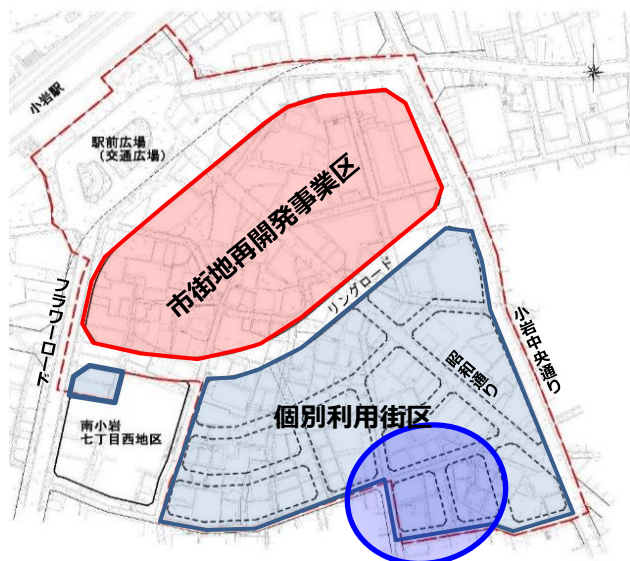 小岩駅
駅前広場
(交通広場)
市街地再開発事業区
リングロード
フラワーロード
小岩中央通り
昭和通り
個別利用街区
南小岩
七丁目西地区